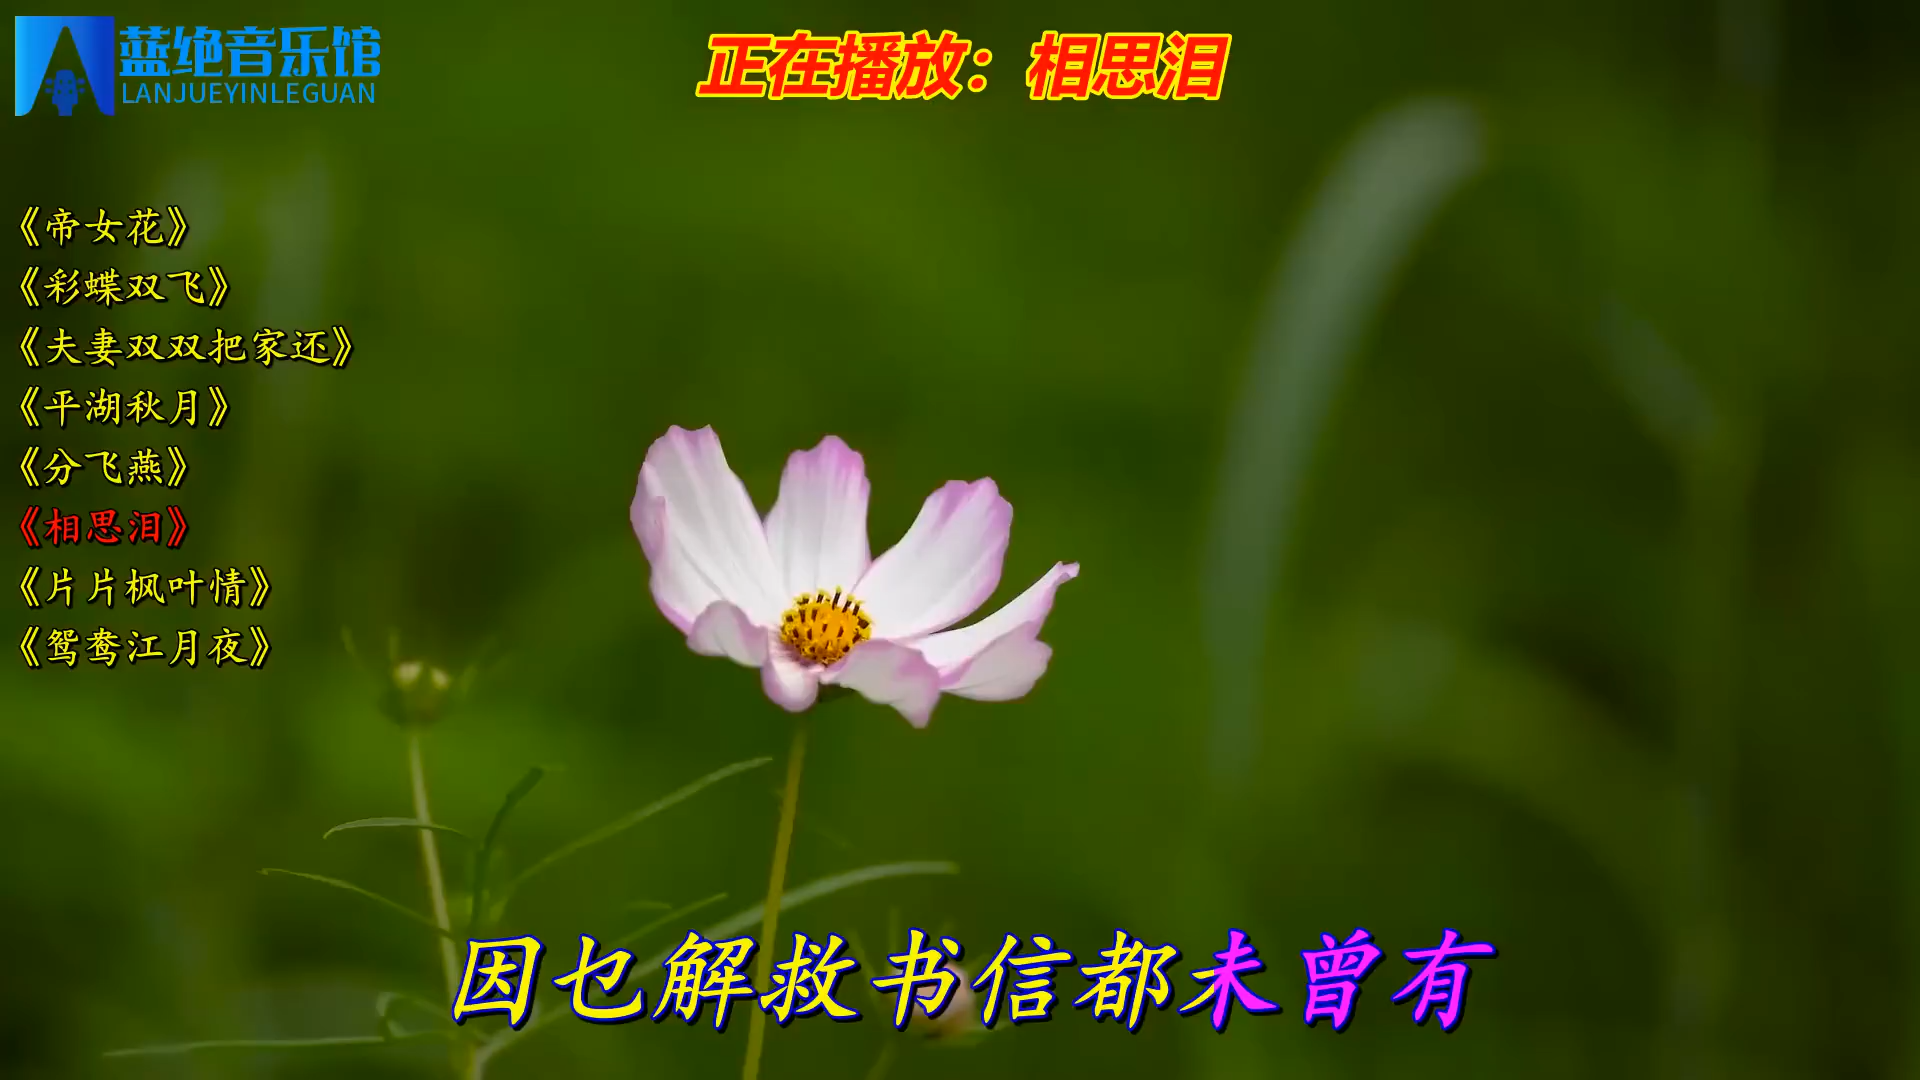 蓝绝音乐馆
LANJUEYINLEGUAN
正在播放：相思泪
《帝女花》
《彩蝶双飞》
《夫妻双双把家还》
《平湖秋月》
《分飞燕》
《相思泪》
《片片枫叶情》
《鸳鸯江月夜》
因乜解救书信都未曾有